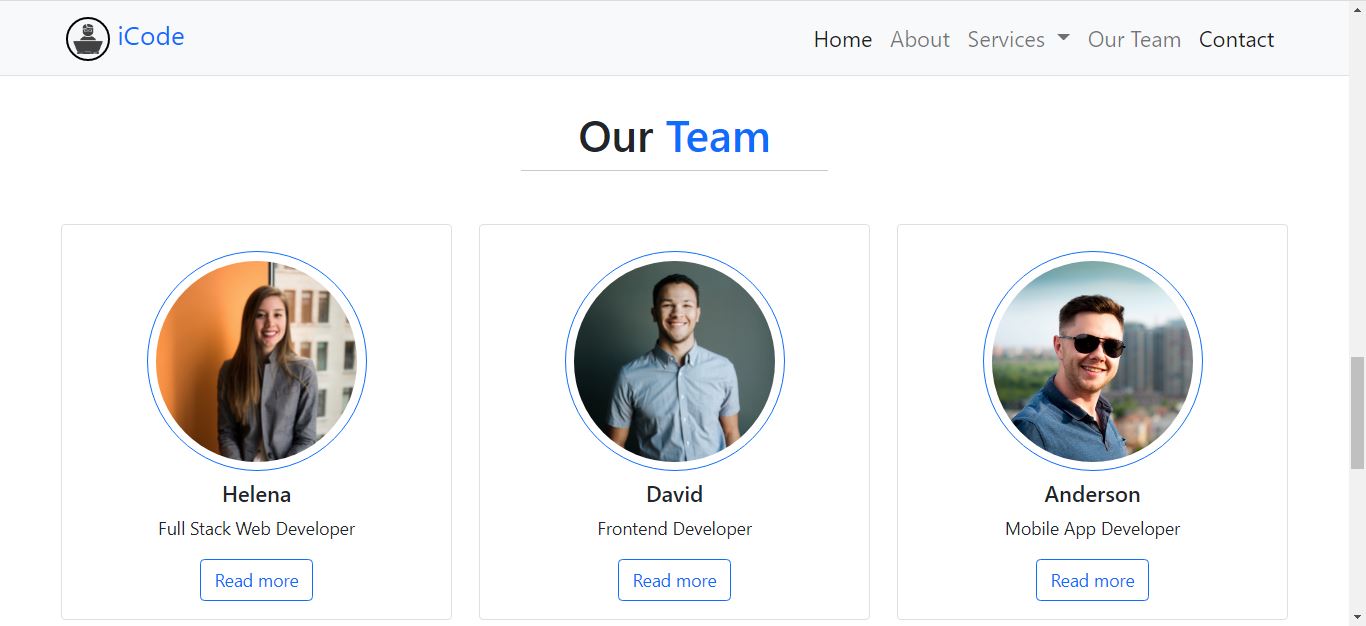 iCode
Home About Services Our Team Contact
Our Team
Helena
Full Stack Web Developer
Read more
David
Frontend Developer
Read more
Anderson
Mobile App Developer
Read more